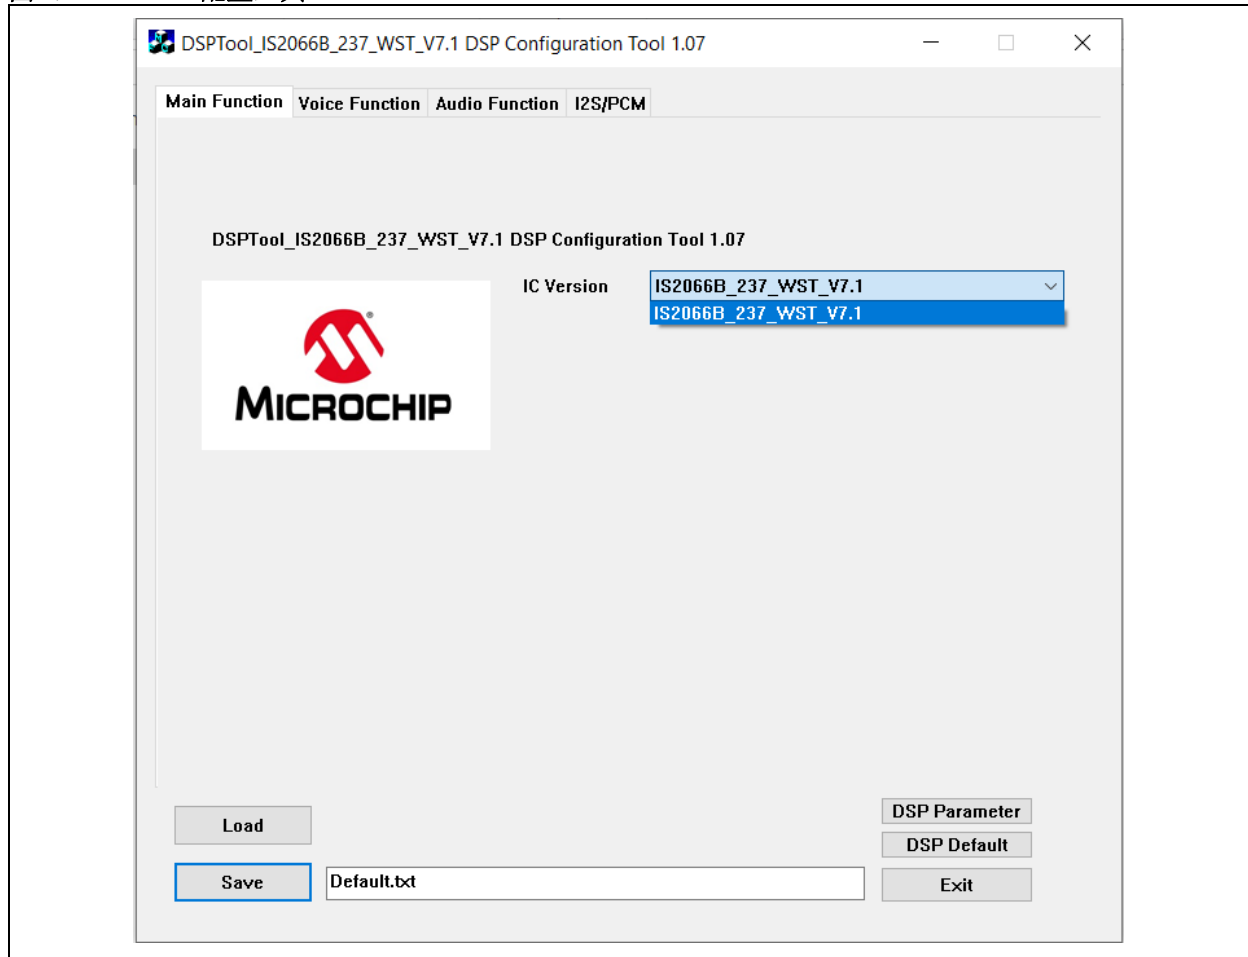 DSPTool_IS2066B_237_WST_V7.1 DSP Configuration Tool 1.07
Main Function Voice Function Audio Function I2S/PCM
DSPTool_IS2066B_237_WST_V7.1 DSP Configuration Tool 1.07
IC Version IS2066B_237_WST_V7.1
IS2066B_237_WST_V7.1
MICROCHIP
DSP Parameter
Load
DSP Default
Save Default.txt Exit